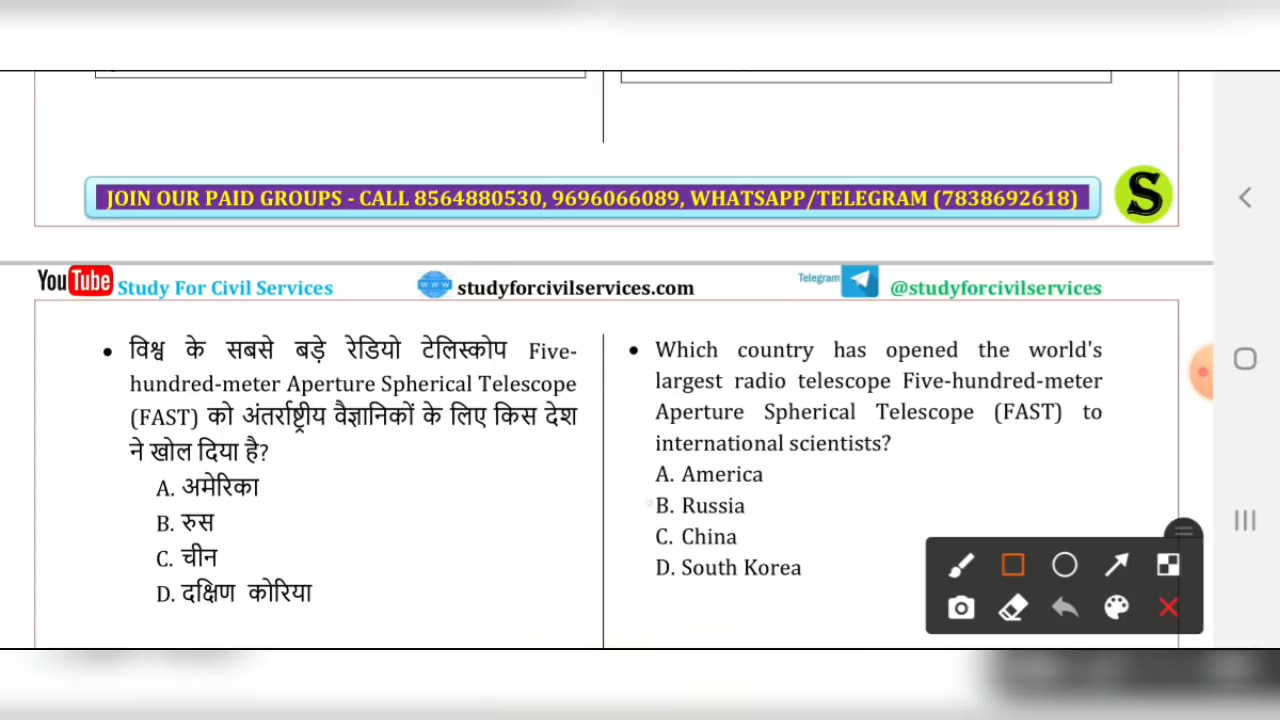 JOIN OUR PAID GROUPS - CALL 8564880530, 9696066089, WHATSAPP/TELEGRAM (7838692618)
S
YouTube Study For Civil Services
www studyforcivilservices.com
Telegram @studyforcivilservices
• विश्व के सबसे बड़े रेडियो टेलिस्कोप Five-
hundred-meter Aperture Spherical Telescope
(FAST) को अंतर्राष्ट्रीय वैज्ञानिकों के लिए किस देश
ने खोल दिया है?
A. अमेरिका
B. रुस
C. चीन
D. दक्षिण कोरिया
• Which country has opened the world's
largest radio telescope Five-hundred-meter
Aperture Spherical Telescope (FAST) to
international scientists?
A. America
B. Russia
C. China
D. South Korea